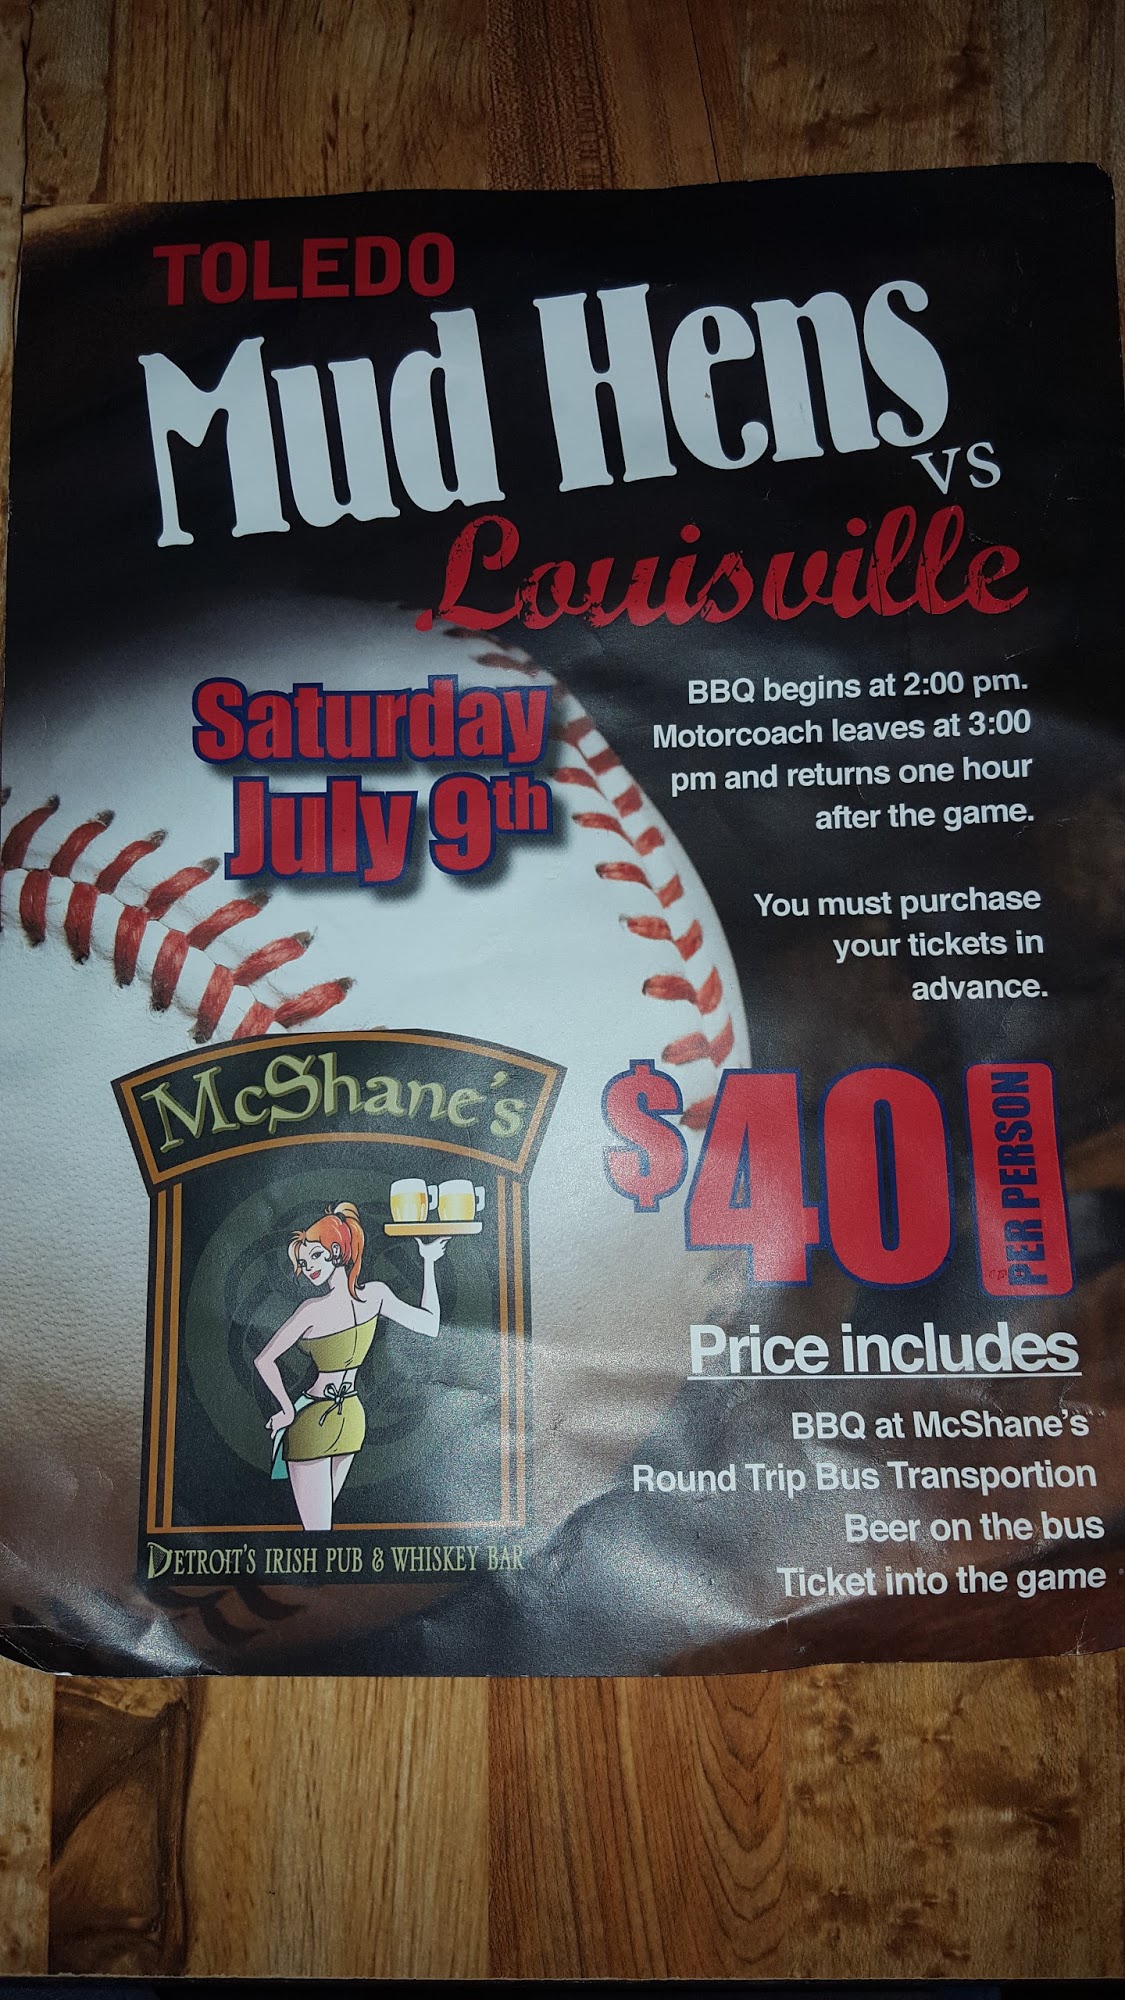 TOLEDO
Mud Hens
vs
Louisville
Saturday
July 9th
BBQ begins at 2:00 pm.
Motorcoach leaves at 3:00
pm and returns one hour
after the game.
You must purchase
your tickets in
advance.
$40 PER PERSON
Price includes
BBQ at McShane's
Round Trip Bus Transportion
Beer on the bus
Ticket into the game
McShane's
DETROIT'S IRISH PUB & WHISKEY BAR